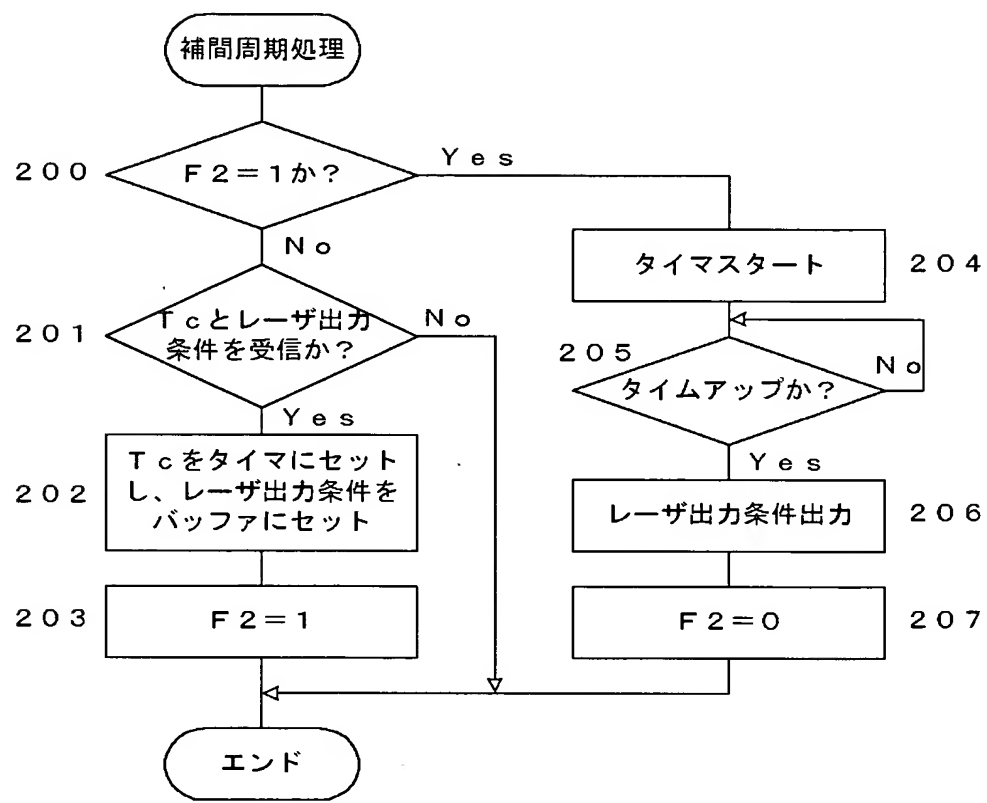 補間周期処理
200
F2=1か?
Yes
No
201
Tcとレーザ出力
条件を受信か?
No
Yes
202
Tcをタイマにセット
し、レーザ出力条件を
バッファにセット
203
F2=1
タイマスタート
204
205
タイムアップか?
No
Yes
レーザ出力条件出力
206
F2=0
207
エンド